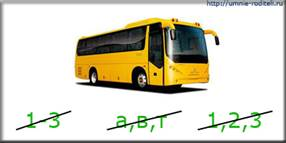 http://umnie-roditeli.ru
1-3 а,в,г 1,2,3